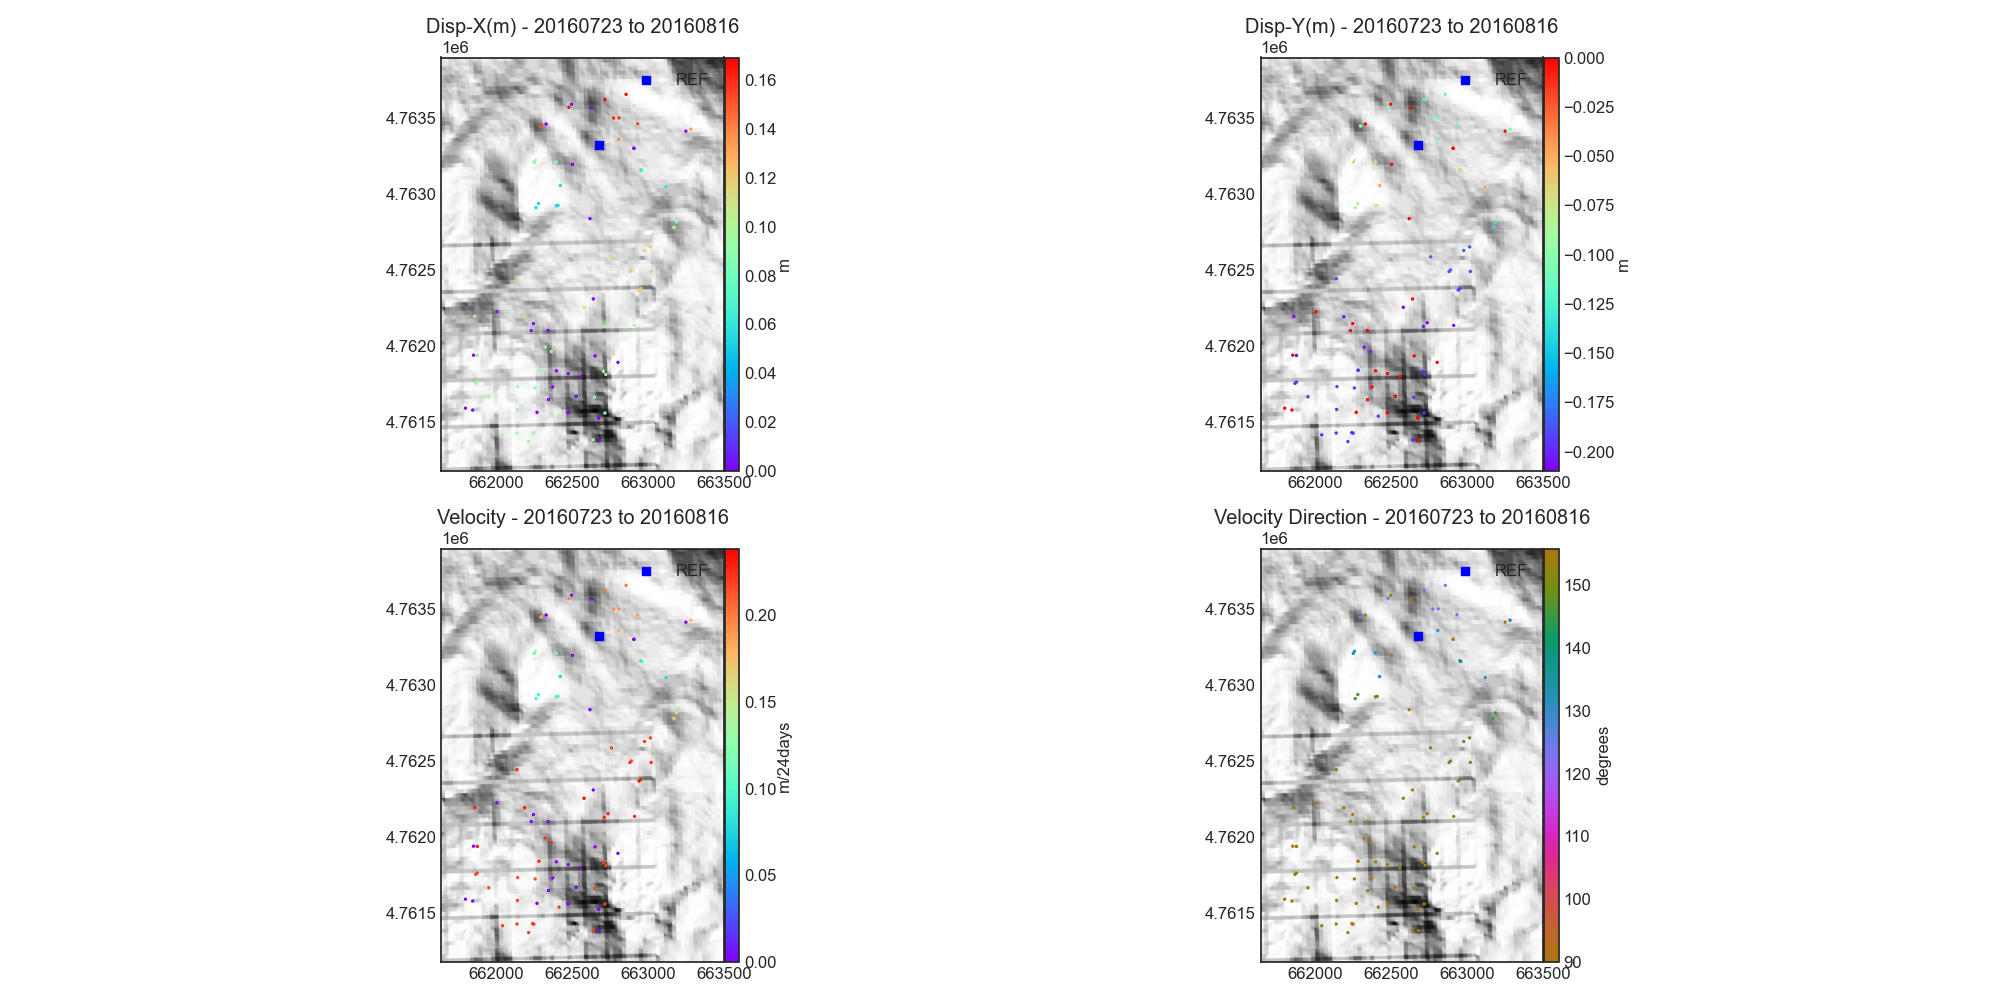 Disp-X(m) - 20160723 to 20160816
1e6
REF
4.7635
4.7630
4.7625
4.7620
4.7615
662000 662500 663000 663500
0.16
0.14
0.12
0.10
0.08
0.06
0.04
0.02
0.00
m
Disp-Y(m) - 20160723 to 20160816
1e6
REF
4.7635
4.7630
4.7625
4.7620
4.7615
662000 662500 663000 663500
0.000
−0.025
−0.050
−0.075
−0.100
−0.125
−0.150
−0.175
−0.200
m
Velocity - 20160723 to 20160816
1e6
REF
4.7635
4.7630
4.7625
4.7620
4.7615
662000 662500 663000 663500
0.20
0.15
0.10
0.05
0.00
m/24days
Velocity Direction - 20160723 to 20160816
1e6
REF
4.7635
4.7630
4.7625
4.7620
4.7615
662000 662500 663000 663500
150
140
130
120
110
100
90
degrees